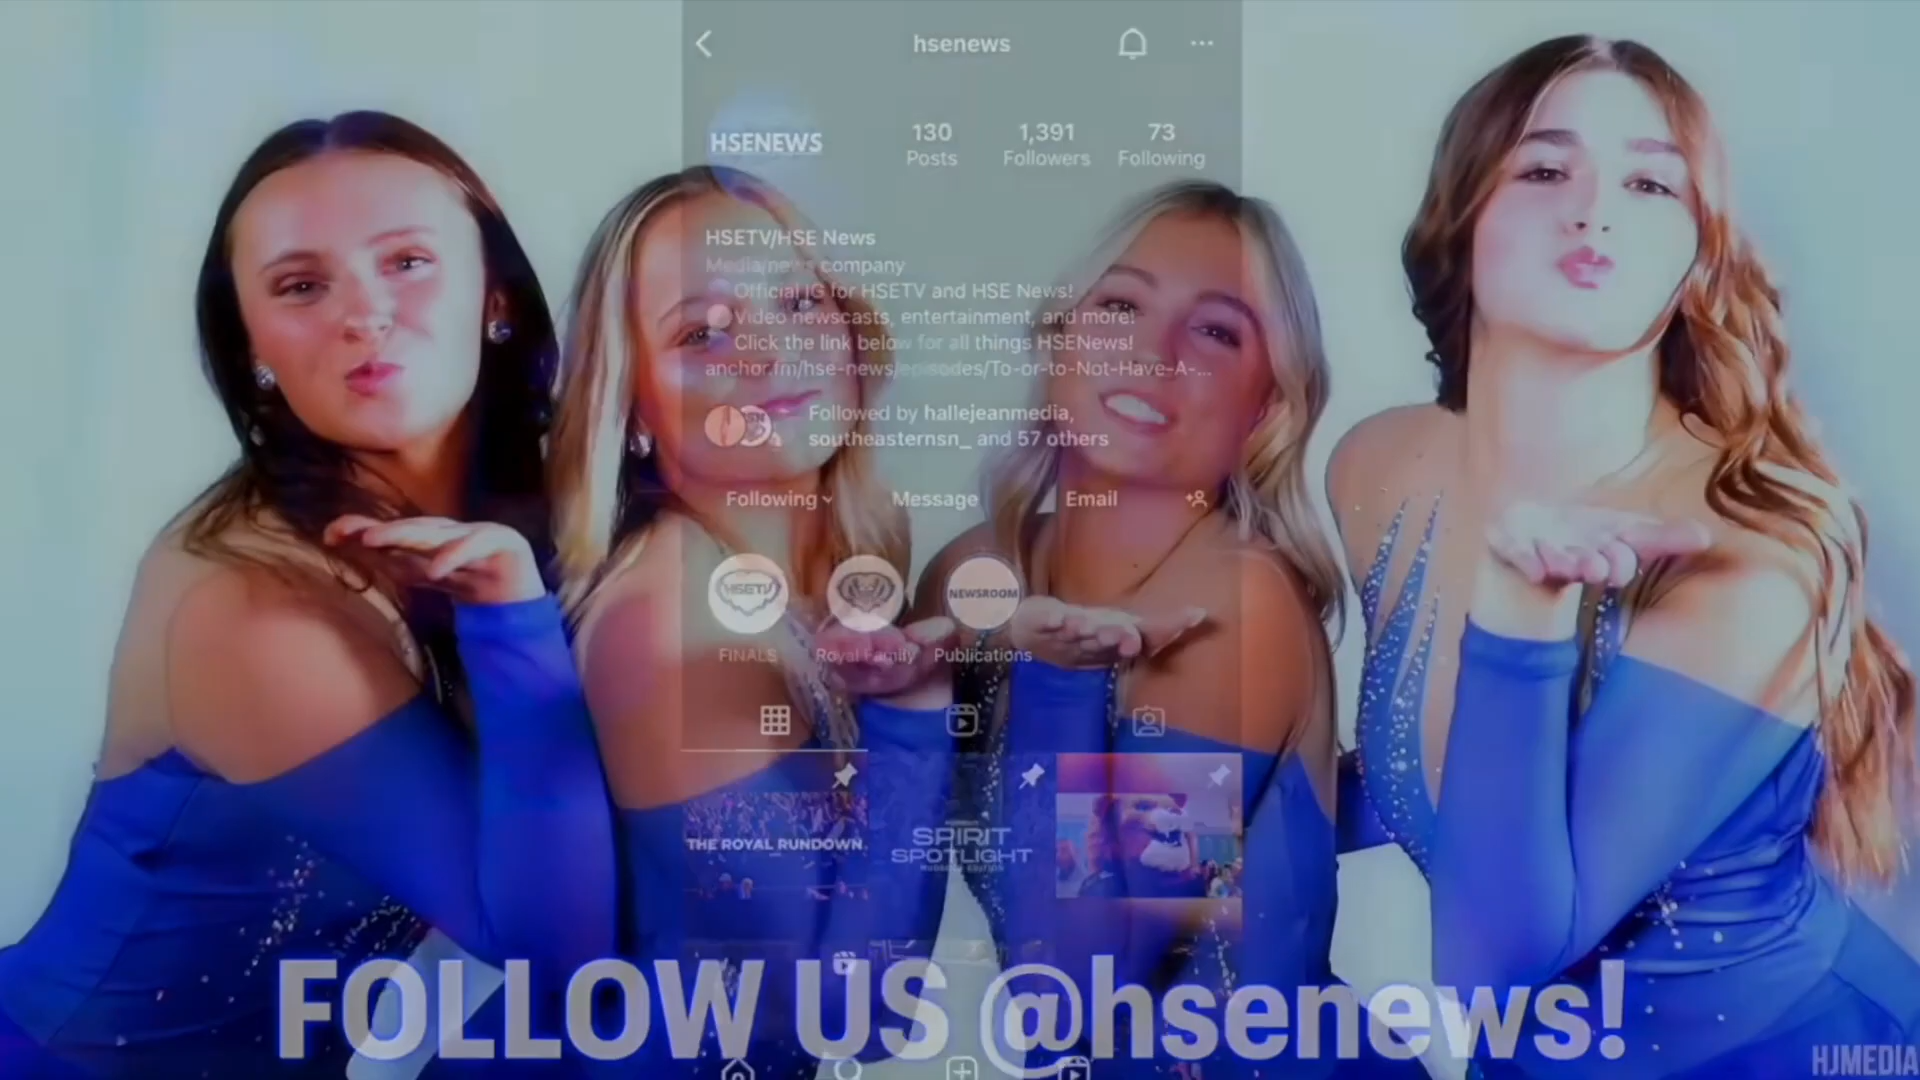 hsenews
HSENEWS
130 1,391 73
Posts Followers Following
HSETV/HSE News
Media/news company
Official IG for HSETV and HSE News!
Video newscasts, entertainment, and more!
Click the link below for all things HSENews!
anchor.fm/hse-news/episodes/To-or-to-Not-Have-A-...
Followed by hallejeanmedia,
southeasternsn_ and 57 others
Following Message Email
HSETV
NEWSROOM
FINALS Royal Family Publications
THE ROYAL RUNDOWN
SPIRIT
SPOTLIGHT
FOLLOW US @hsenews!
HJMEDIA